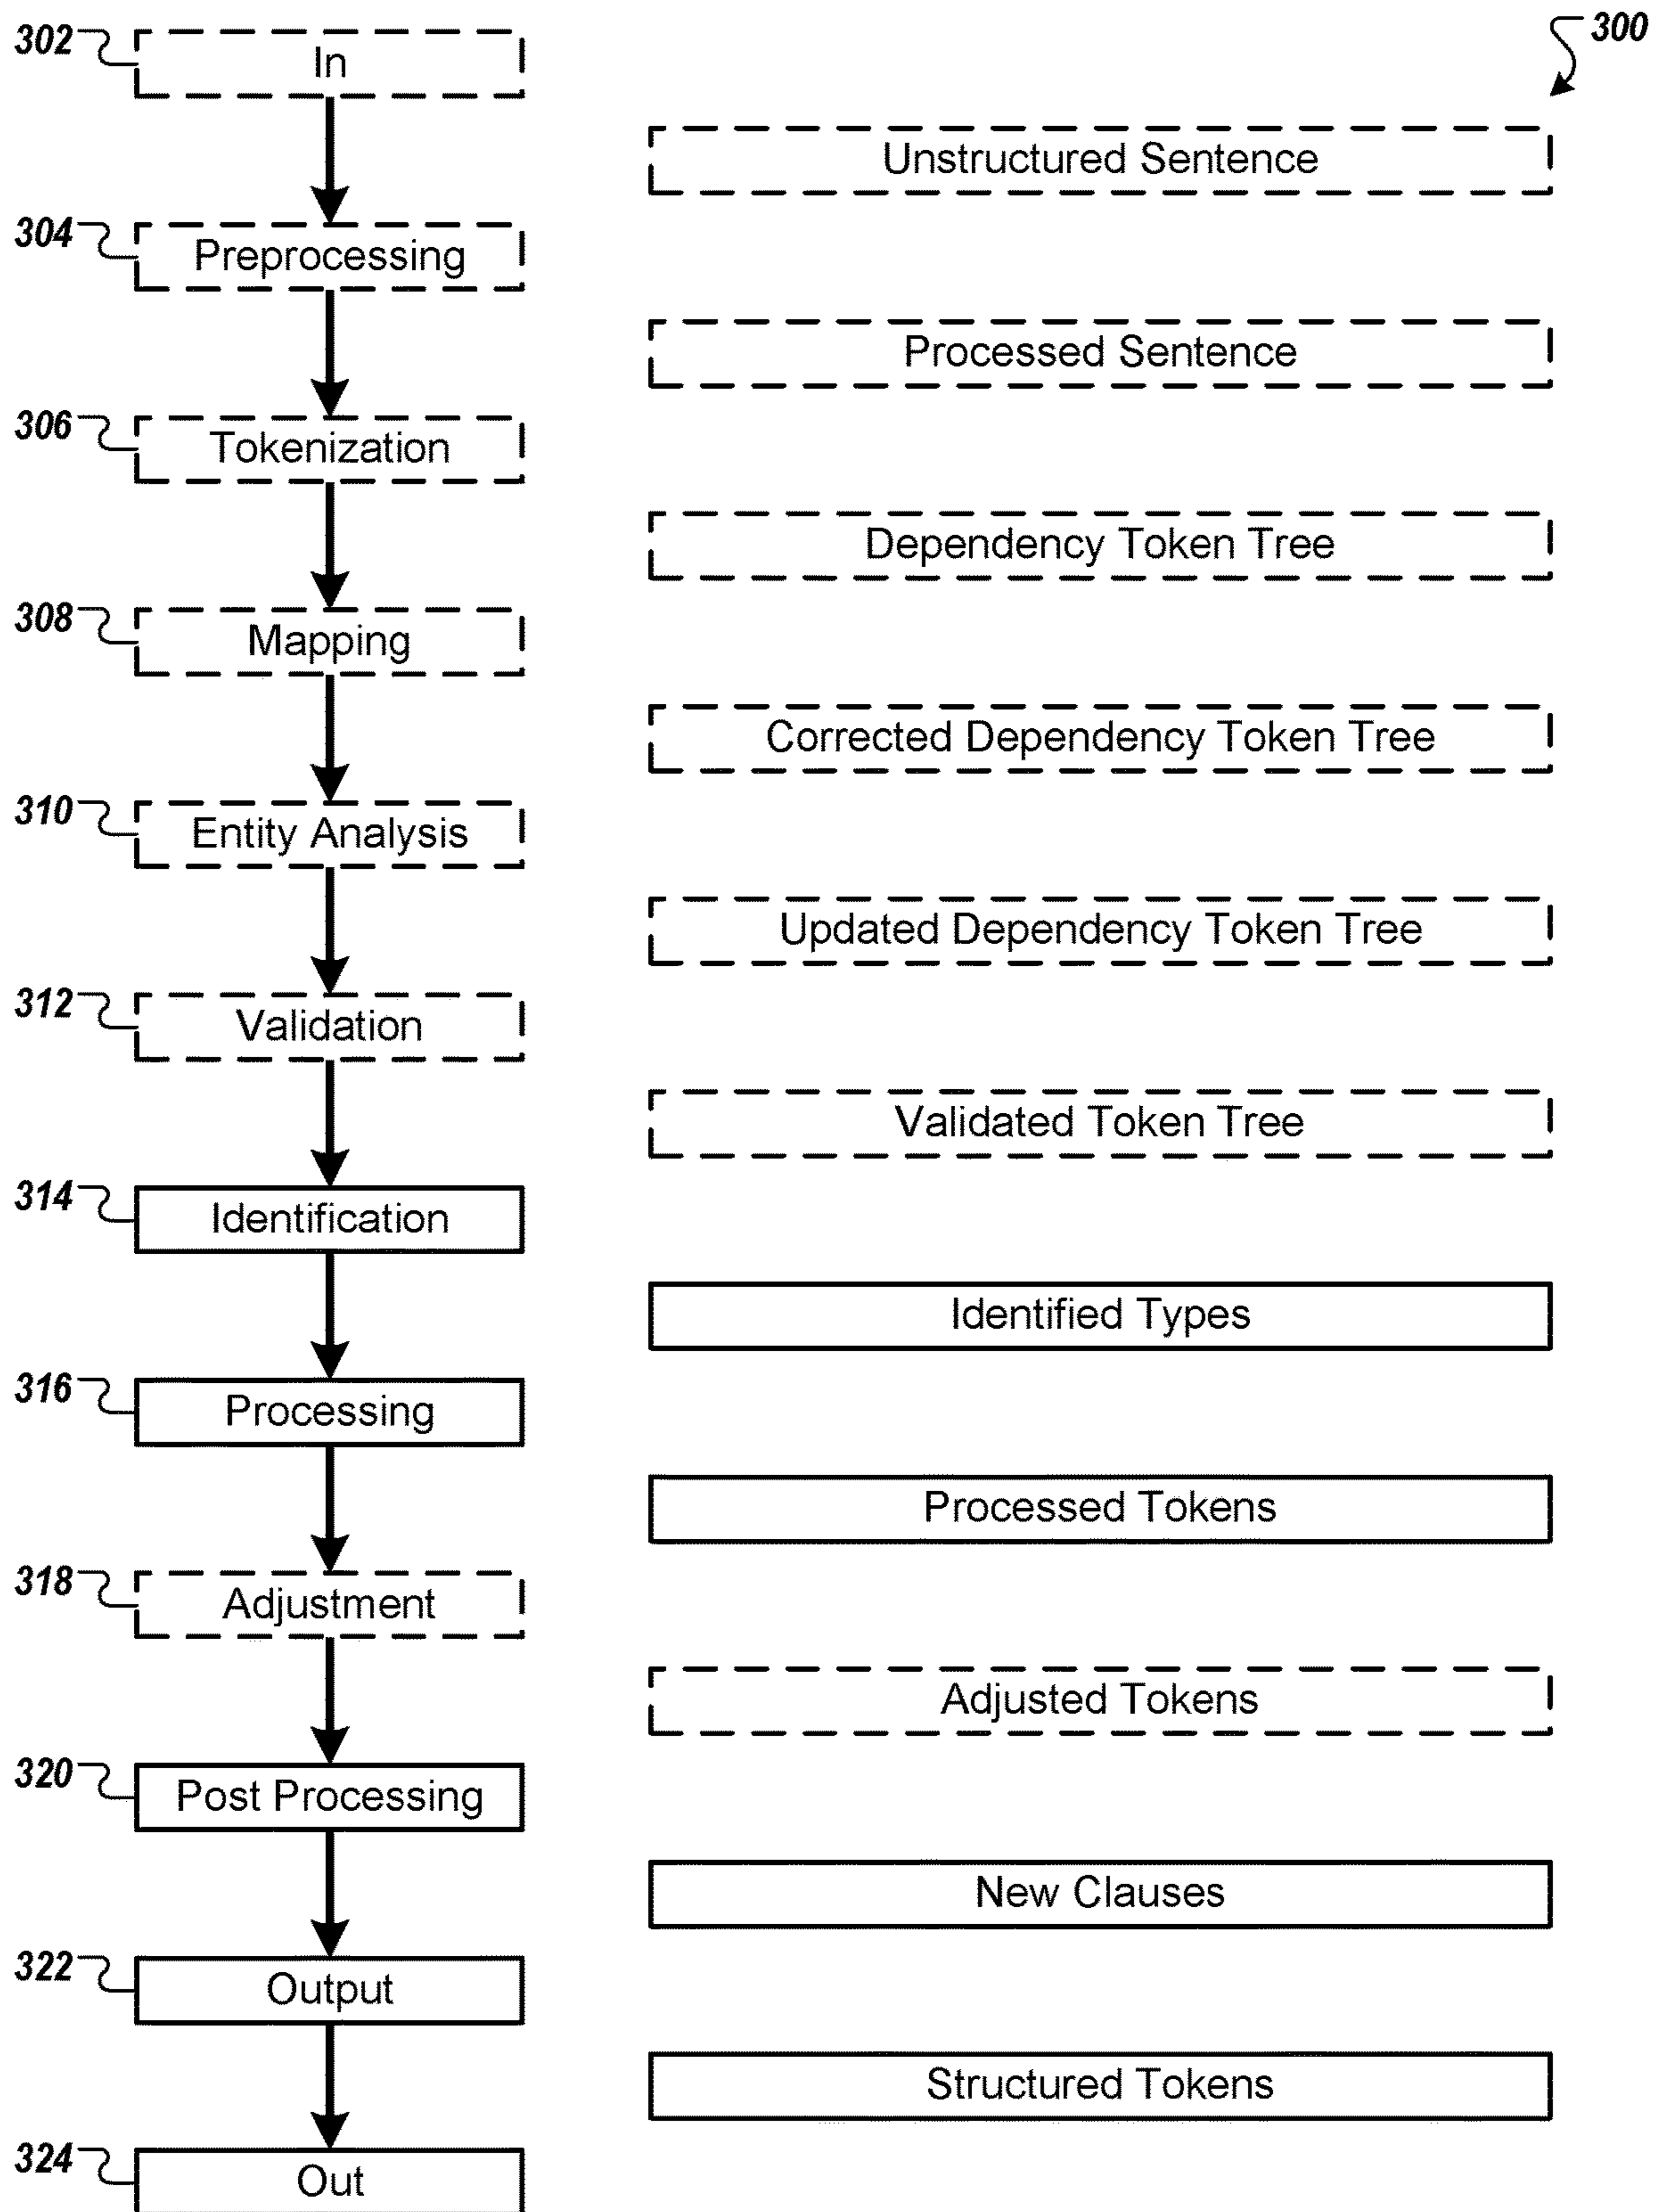 302
In
300
Unstructured Sentence
304
Preprocessing
Processed Sentence
306
Tokenization
Dependency Token Tree
308
Mapping
Corrected Dependency Token Tree
310
Entity Analysis
Updated Dependency Token Tree
312
Validation
Validated Token Tree
314
Identification
Identified Types
316
Processing
Processed Tokens
318
Adjustment
Adjusted Tokens
320
Post Processing
New Clauses
322
Output
Structured Tokens
324
Out